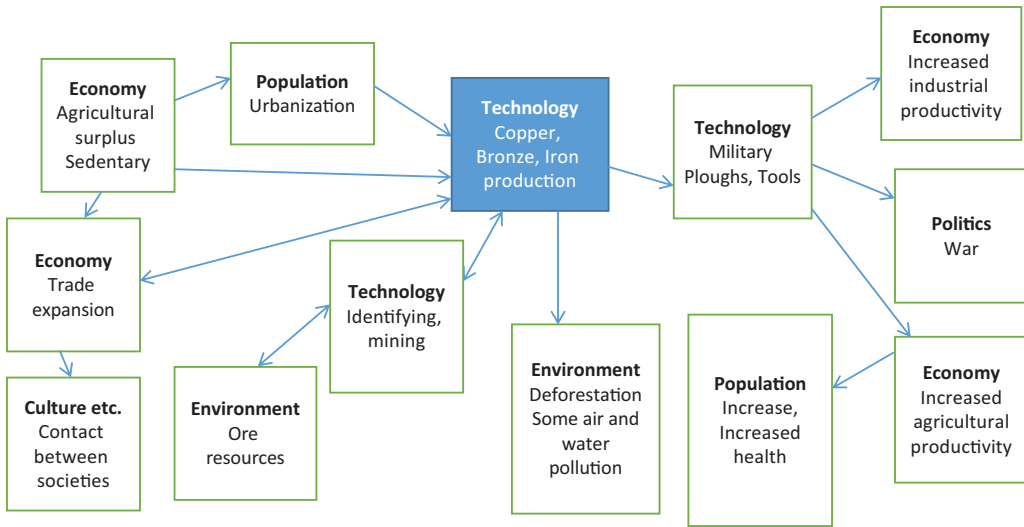 Economy
Agricultural
surplus
Sedentary
Population
Urbanization
Technology
Copper,
Bronze, Iron
production
Technology
Military
Ploughs, Tools
Economy
Increased
industrial
productivity
Politics
War
Economy
Trade
expansion
Technology
Identifying,
mining
Culture etc.
Contact
between
societies
Environment
Ore
resources
Environment
Deforestation
Some air and
water
pollution
Population
Increase,
Increased
health
Economy
Increased
agricultural
productivity